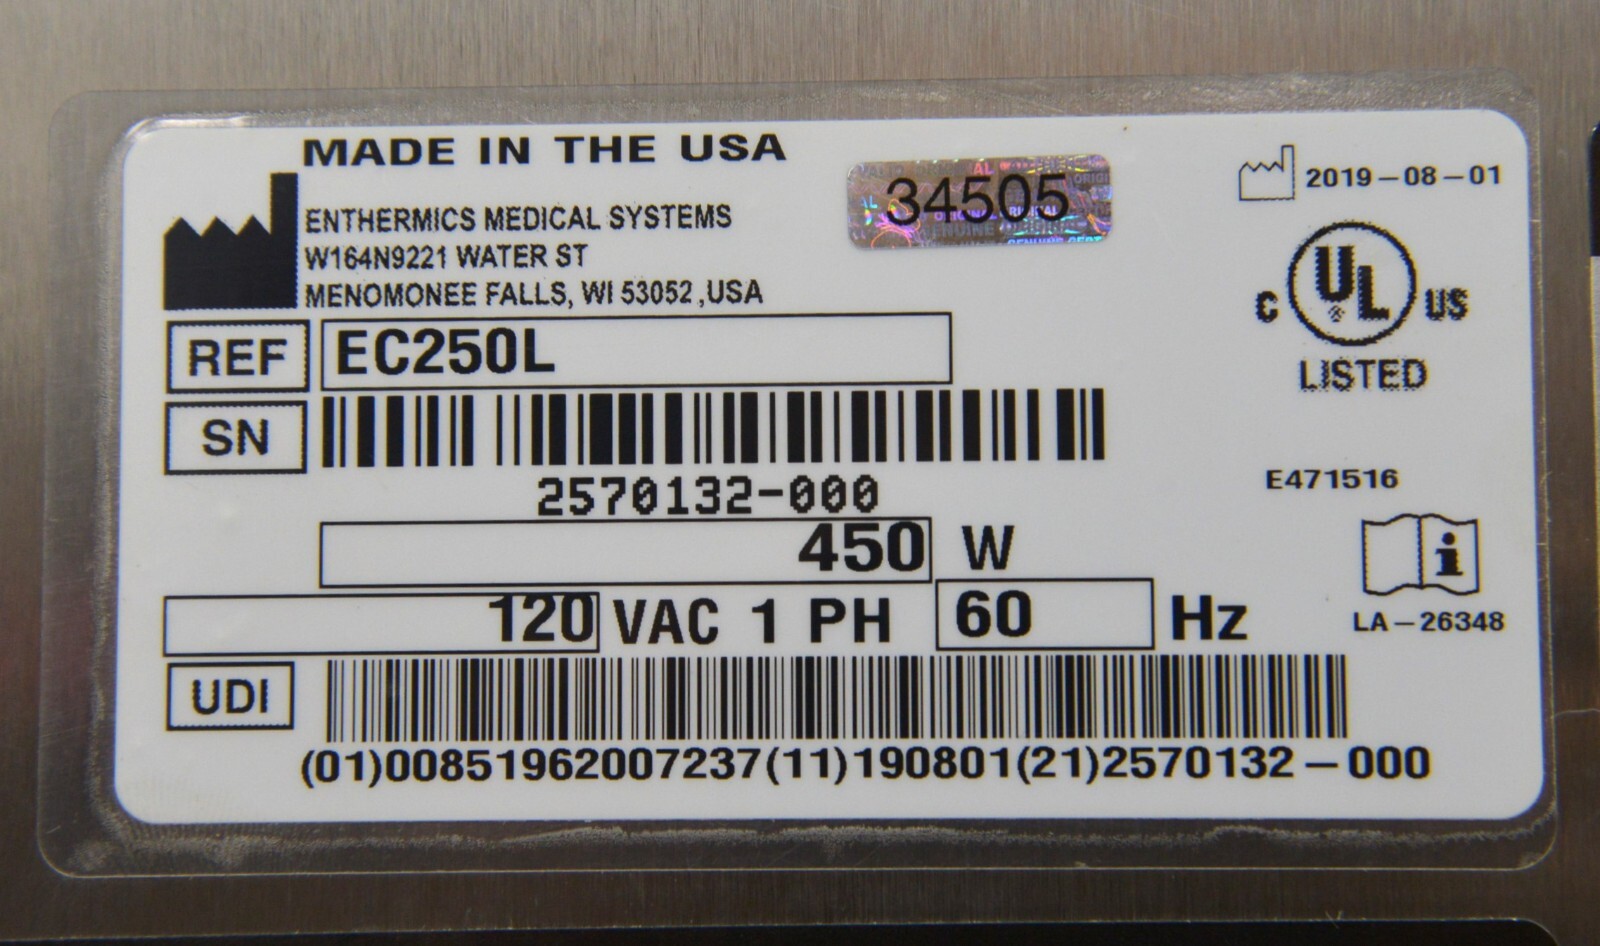 MADE IN THE USA
34505
2019-08-01
ENTHERMICS MEDICAL SYSTEMS
W164N9221 WATER ST
MENOMONEE FALLS, WI 53052 ,USA
C UL US
LISTED
REF EC250L
SN
2570132-000
E471516
450 W
120 VAC 1 PH 60 Hz
LA-26348
UDI
(01)00851962007237(11)190801(21)2570132-000